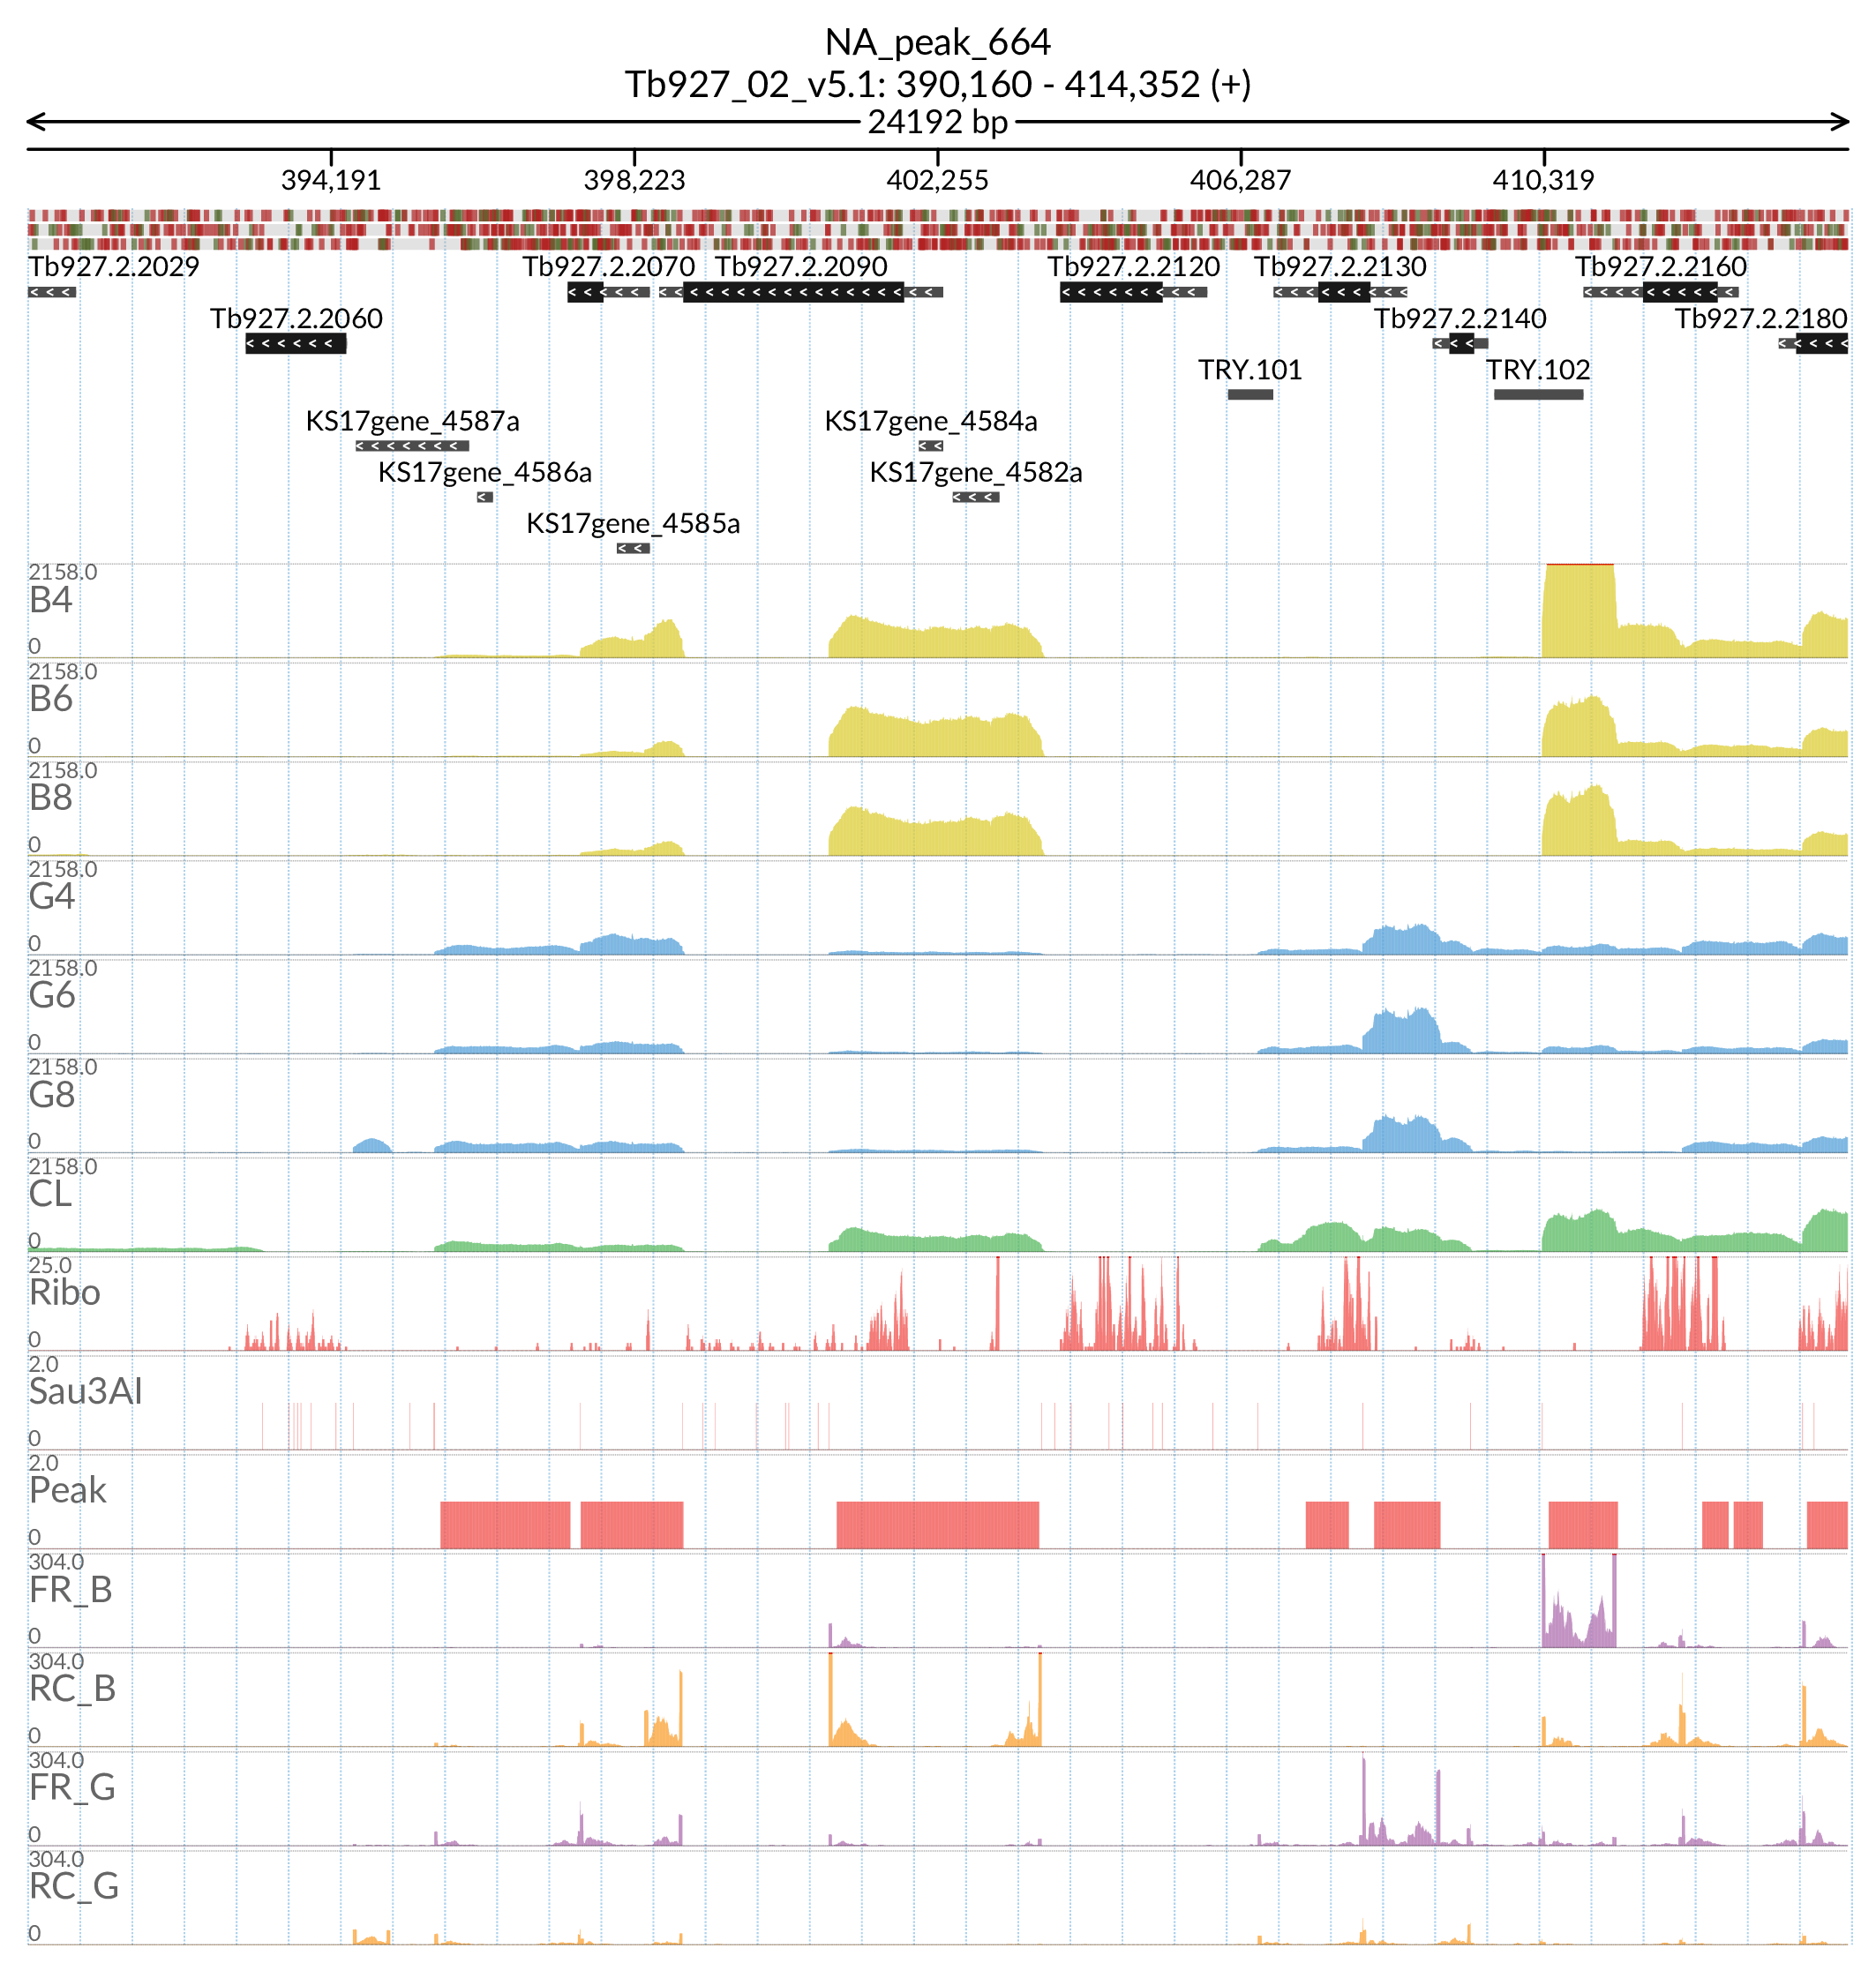 NA_peak_664
Tb927_02_v5.1: 390,160 - 414,352 (+)
24192 bp
394,191 398,223 402,255 406,287 410,319
Tb927.2.2029 Tb927.2.2070 Tb927.2.2090 Tb927.2.2120 Tb927.2.2130 Tb927.2.2160
Tb927.2.2060 Tb927.2.2140 Tb927.2.2180
TRY.101 TRY.102
KS17gene_4587a KS17gene_4584a
KS17gene_4586a KS17gene_4582a
KS17gene_4585a
2158.0
B4
0
2158.0
B6
0
2158.0
B8
0
2158.0
G4
0
2158.0
G6
0
2158.0
G8
0
2158.0
CL
0
25.0
Ribo
0
2.0
Sau3AI
0
2.0
Peak
0
304.0
FR_B
0
304.0
RC_B
0
304.0
FR_G
0
304.0
RC_G
0